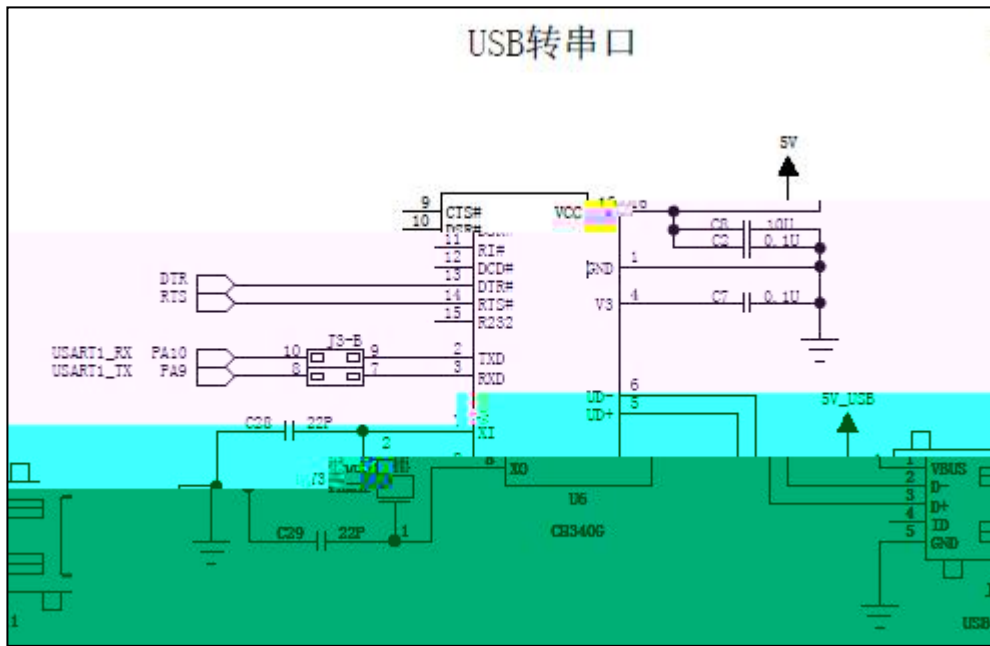 USB转串口
5V
9 CTS# VCC
10
C8 10U
11 C2 0.1U
RI#
12 DCD# GND 1
DTR 13 DTR#
RTS 14 RTS# V3 4 C7 0.1U
15 R232
J3-B
USART1_RX PA10 10 9 2 TXD
USART1_TX PA9 8 7 3 RXD
6
UD- 5
UD+ 5V_USB
C28 22P XI
2
8 XO 1 VBUS
U6 2 D-
3 D+
C29 22P 1 CH340G 4 ID
5 GND
1